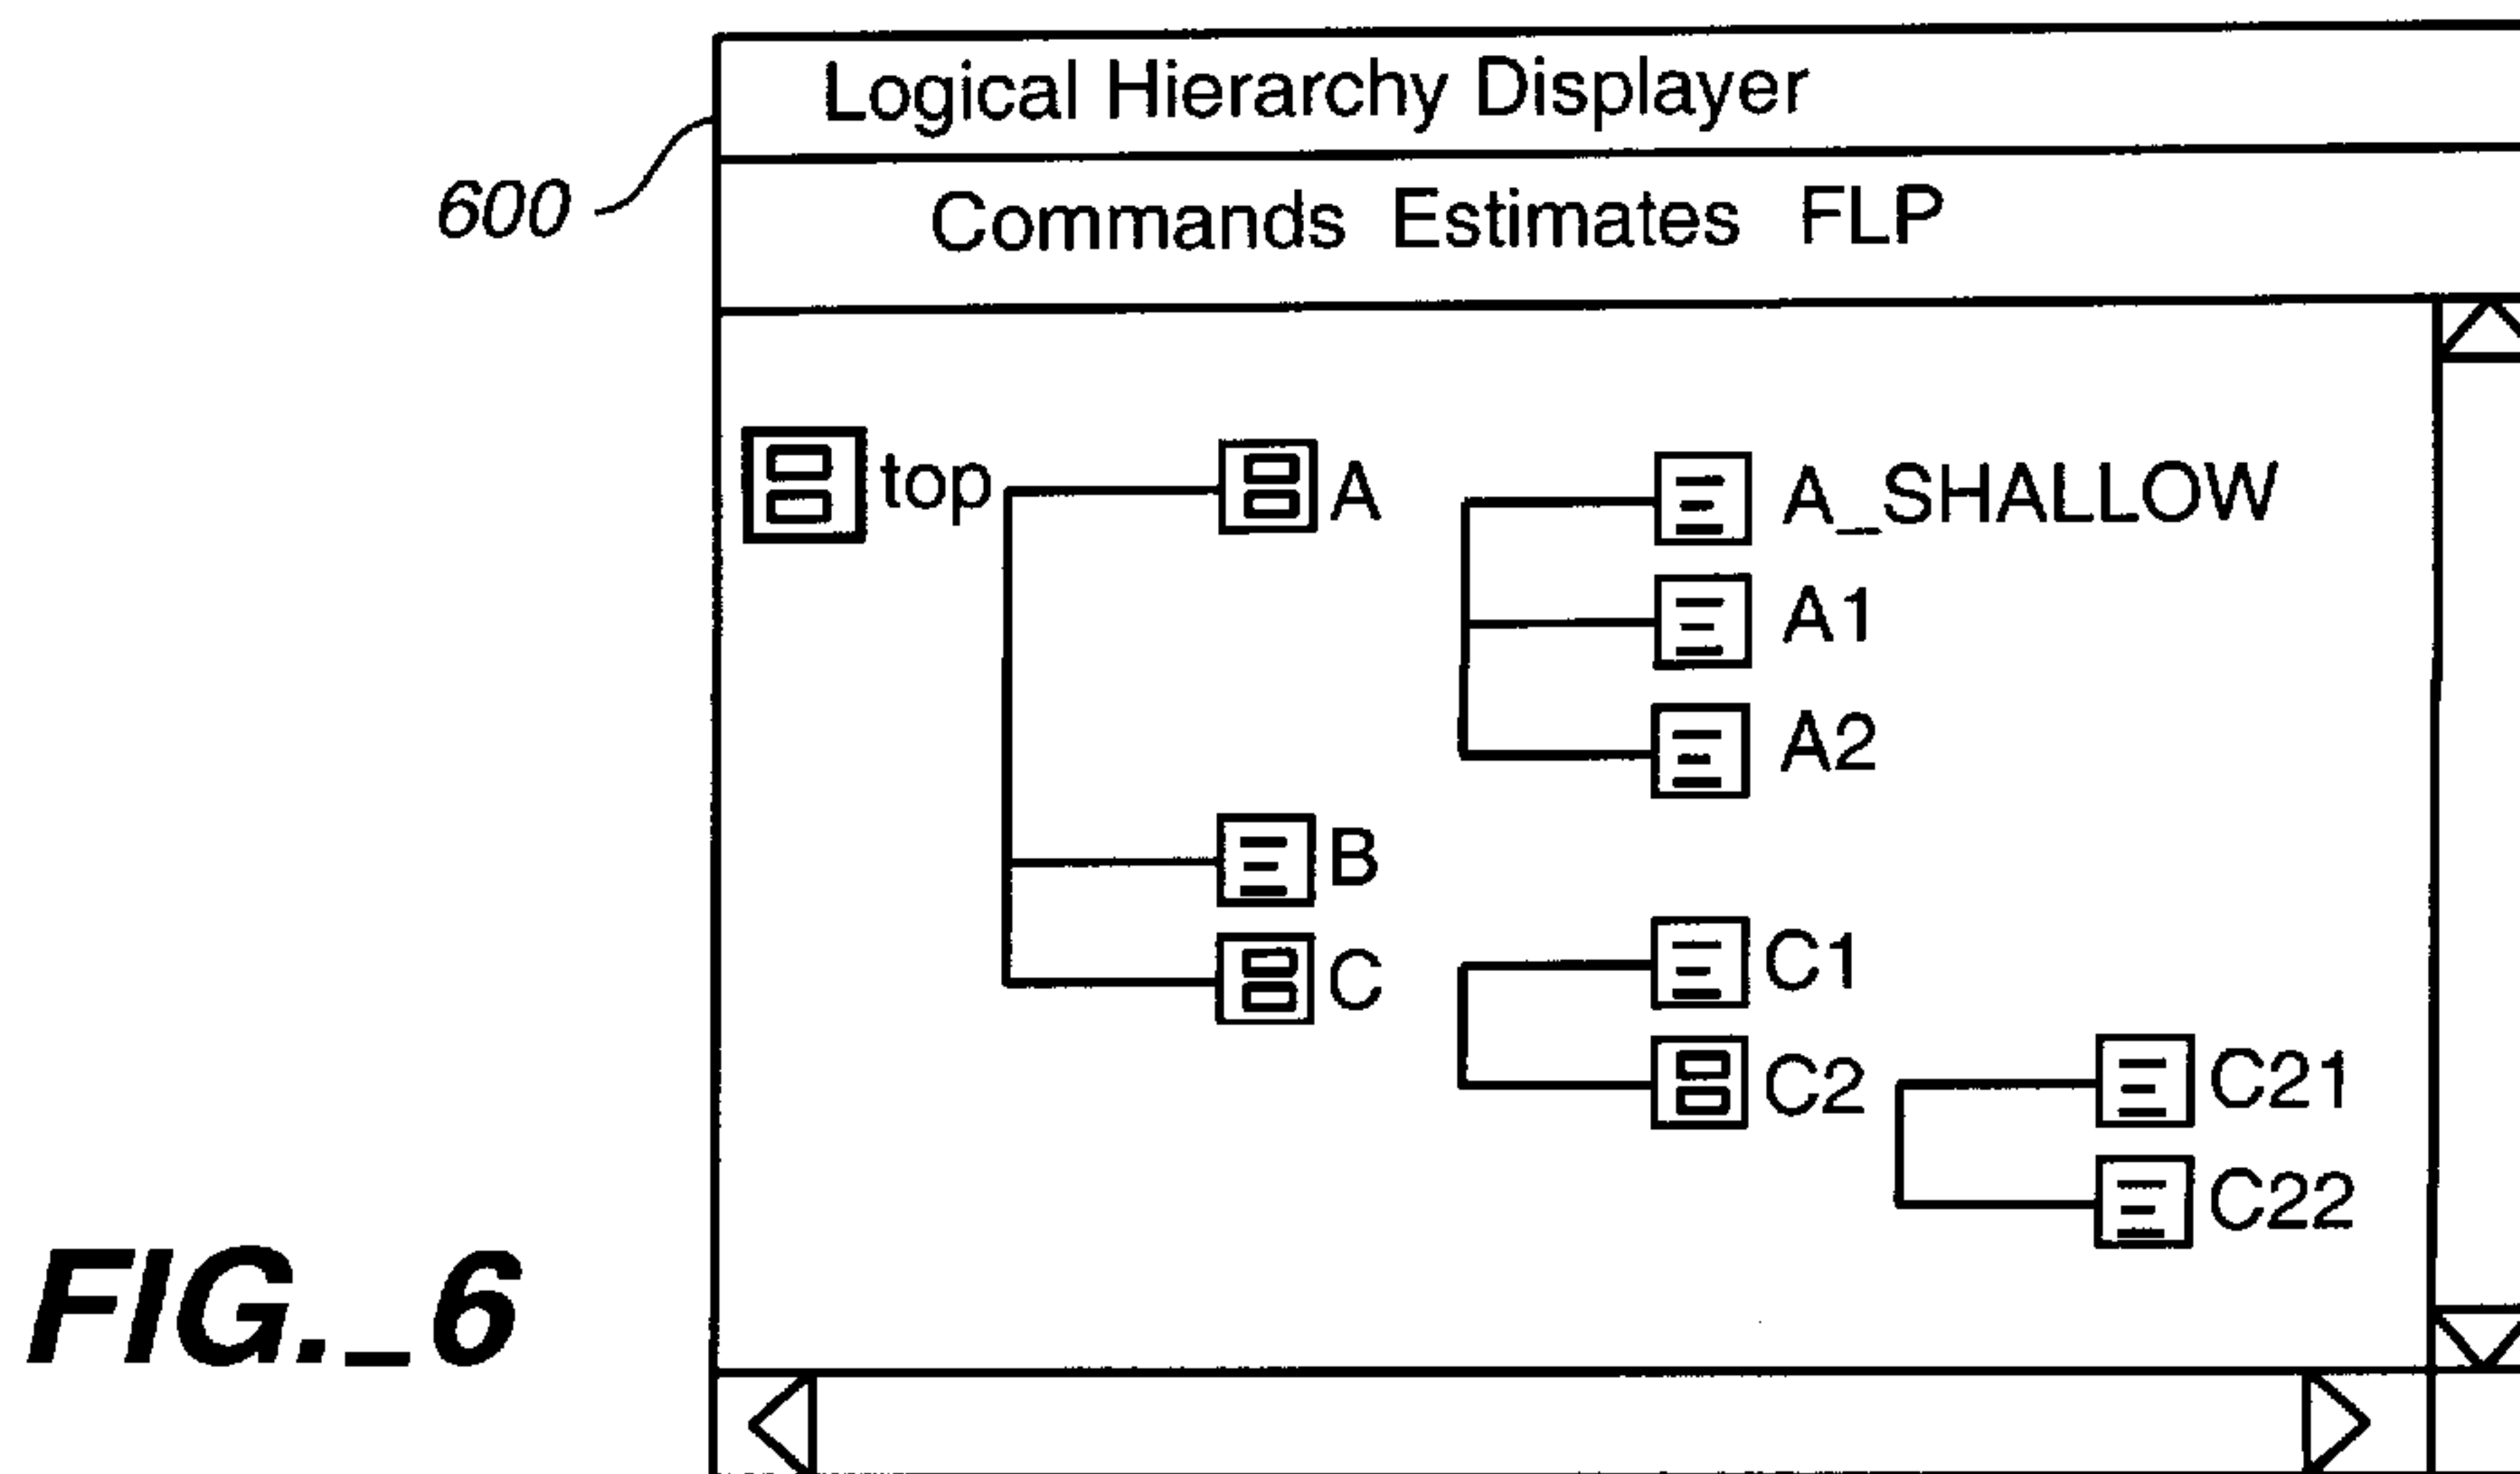 Logical Hierarchy Displayer
600
Commands Estimates FLP
top A A_SHALLOW
A1
A2
B
C C1
C2 C21
C22
FIG._6